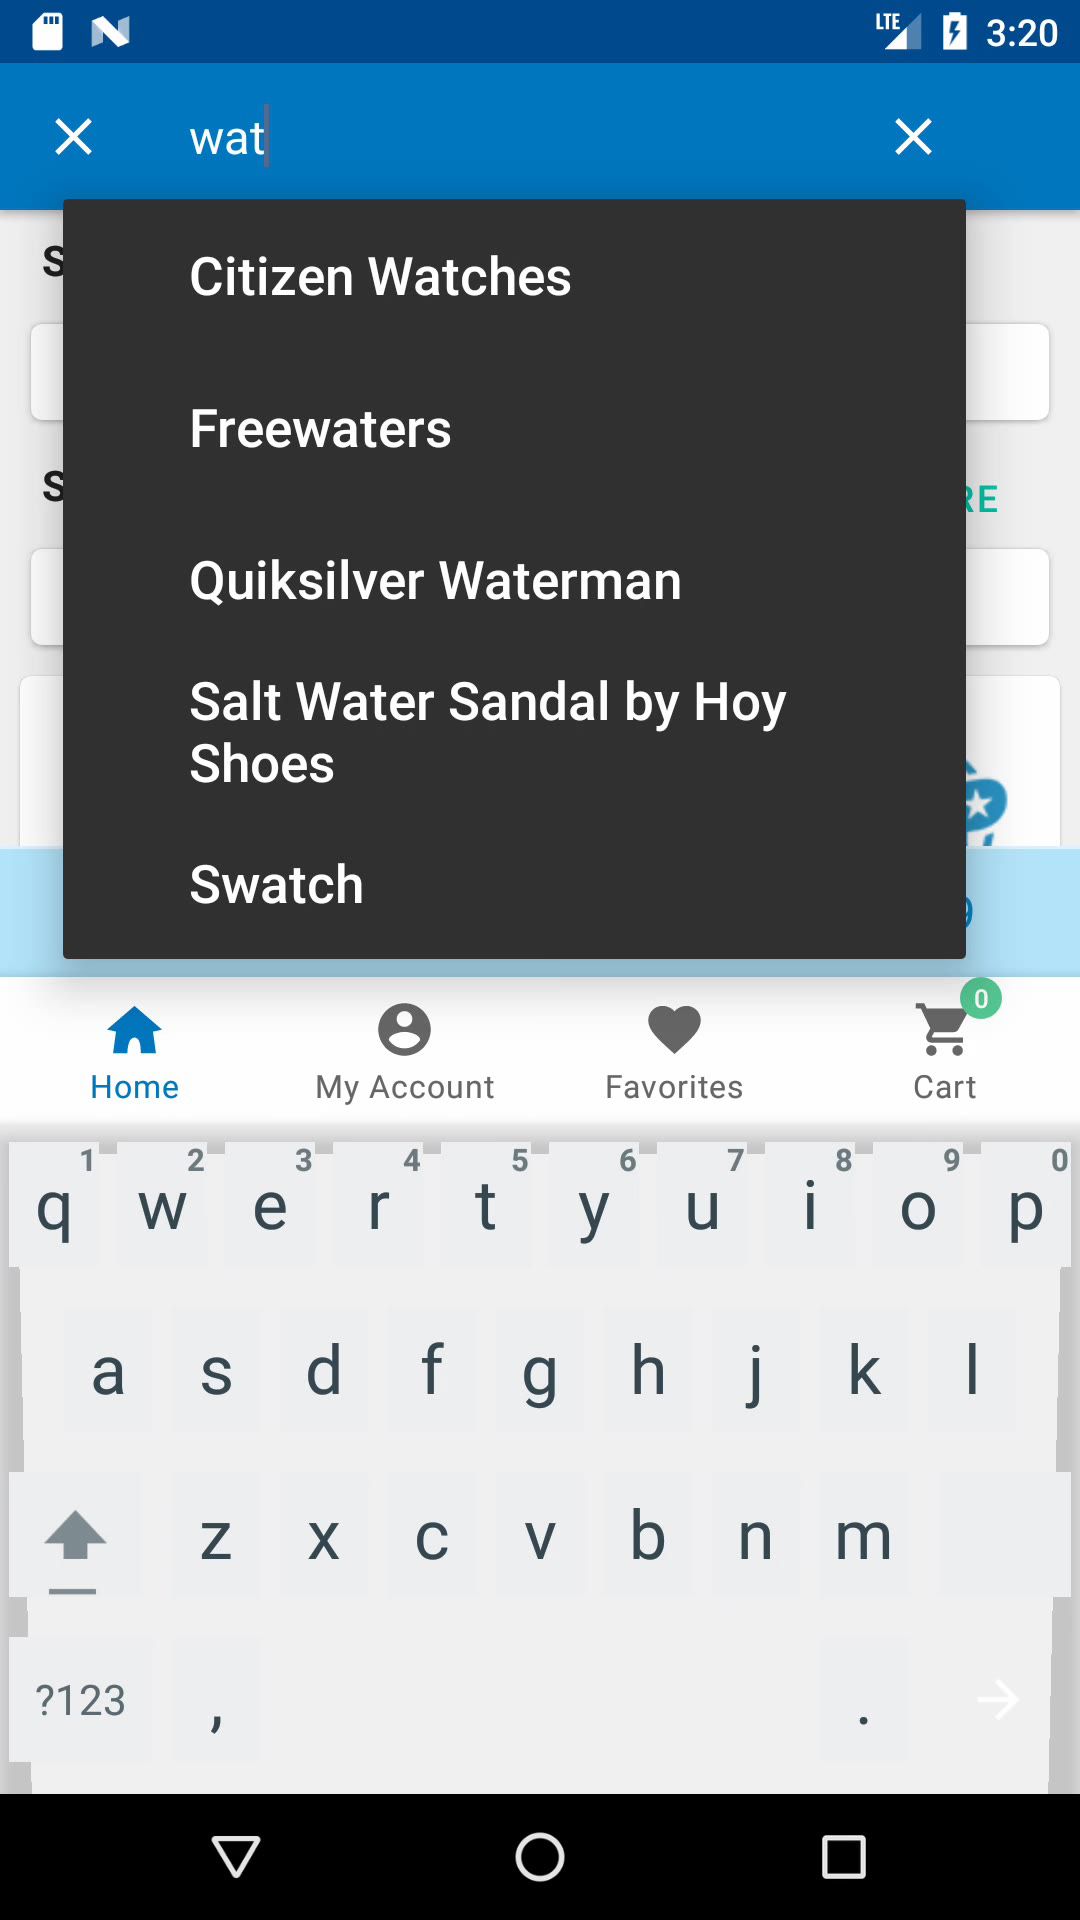 LTE 3:20
wat
Citizen Watches
Freewaters
Quiksilver Waterman
Salt Water Sandal by Hoy
Shoes
Swatch
S
S
RE
9
0
Home My Account Favorites Cart
1 2 3 4 5 6 7 8 9 0
q w e r t y u i o p
a s d f g h j k l
z x c v b n m
?123 , .